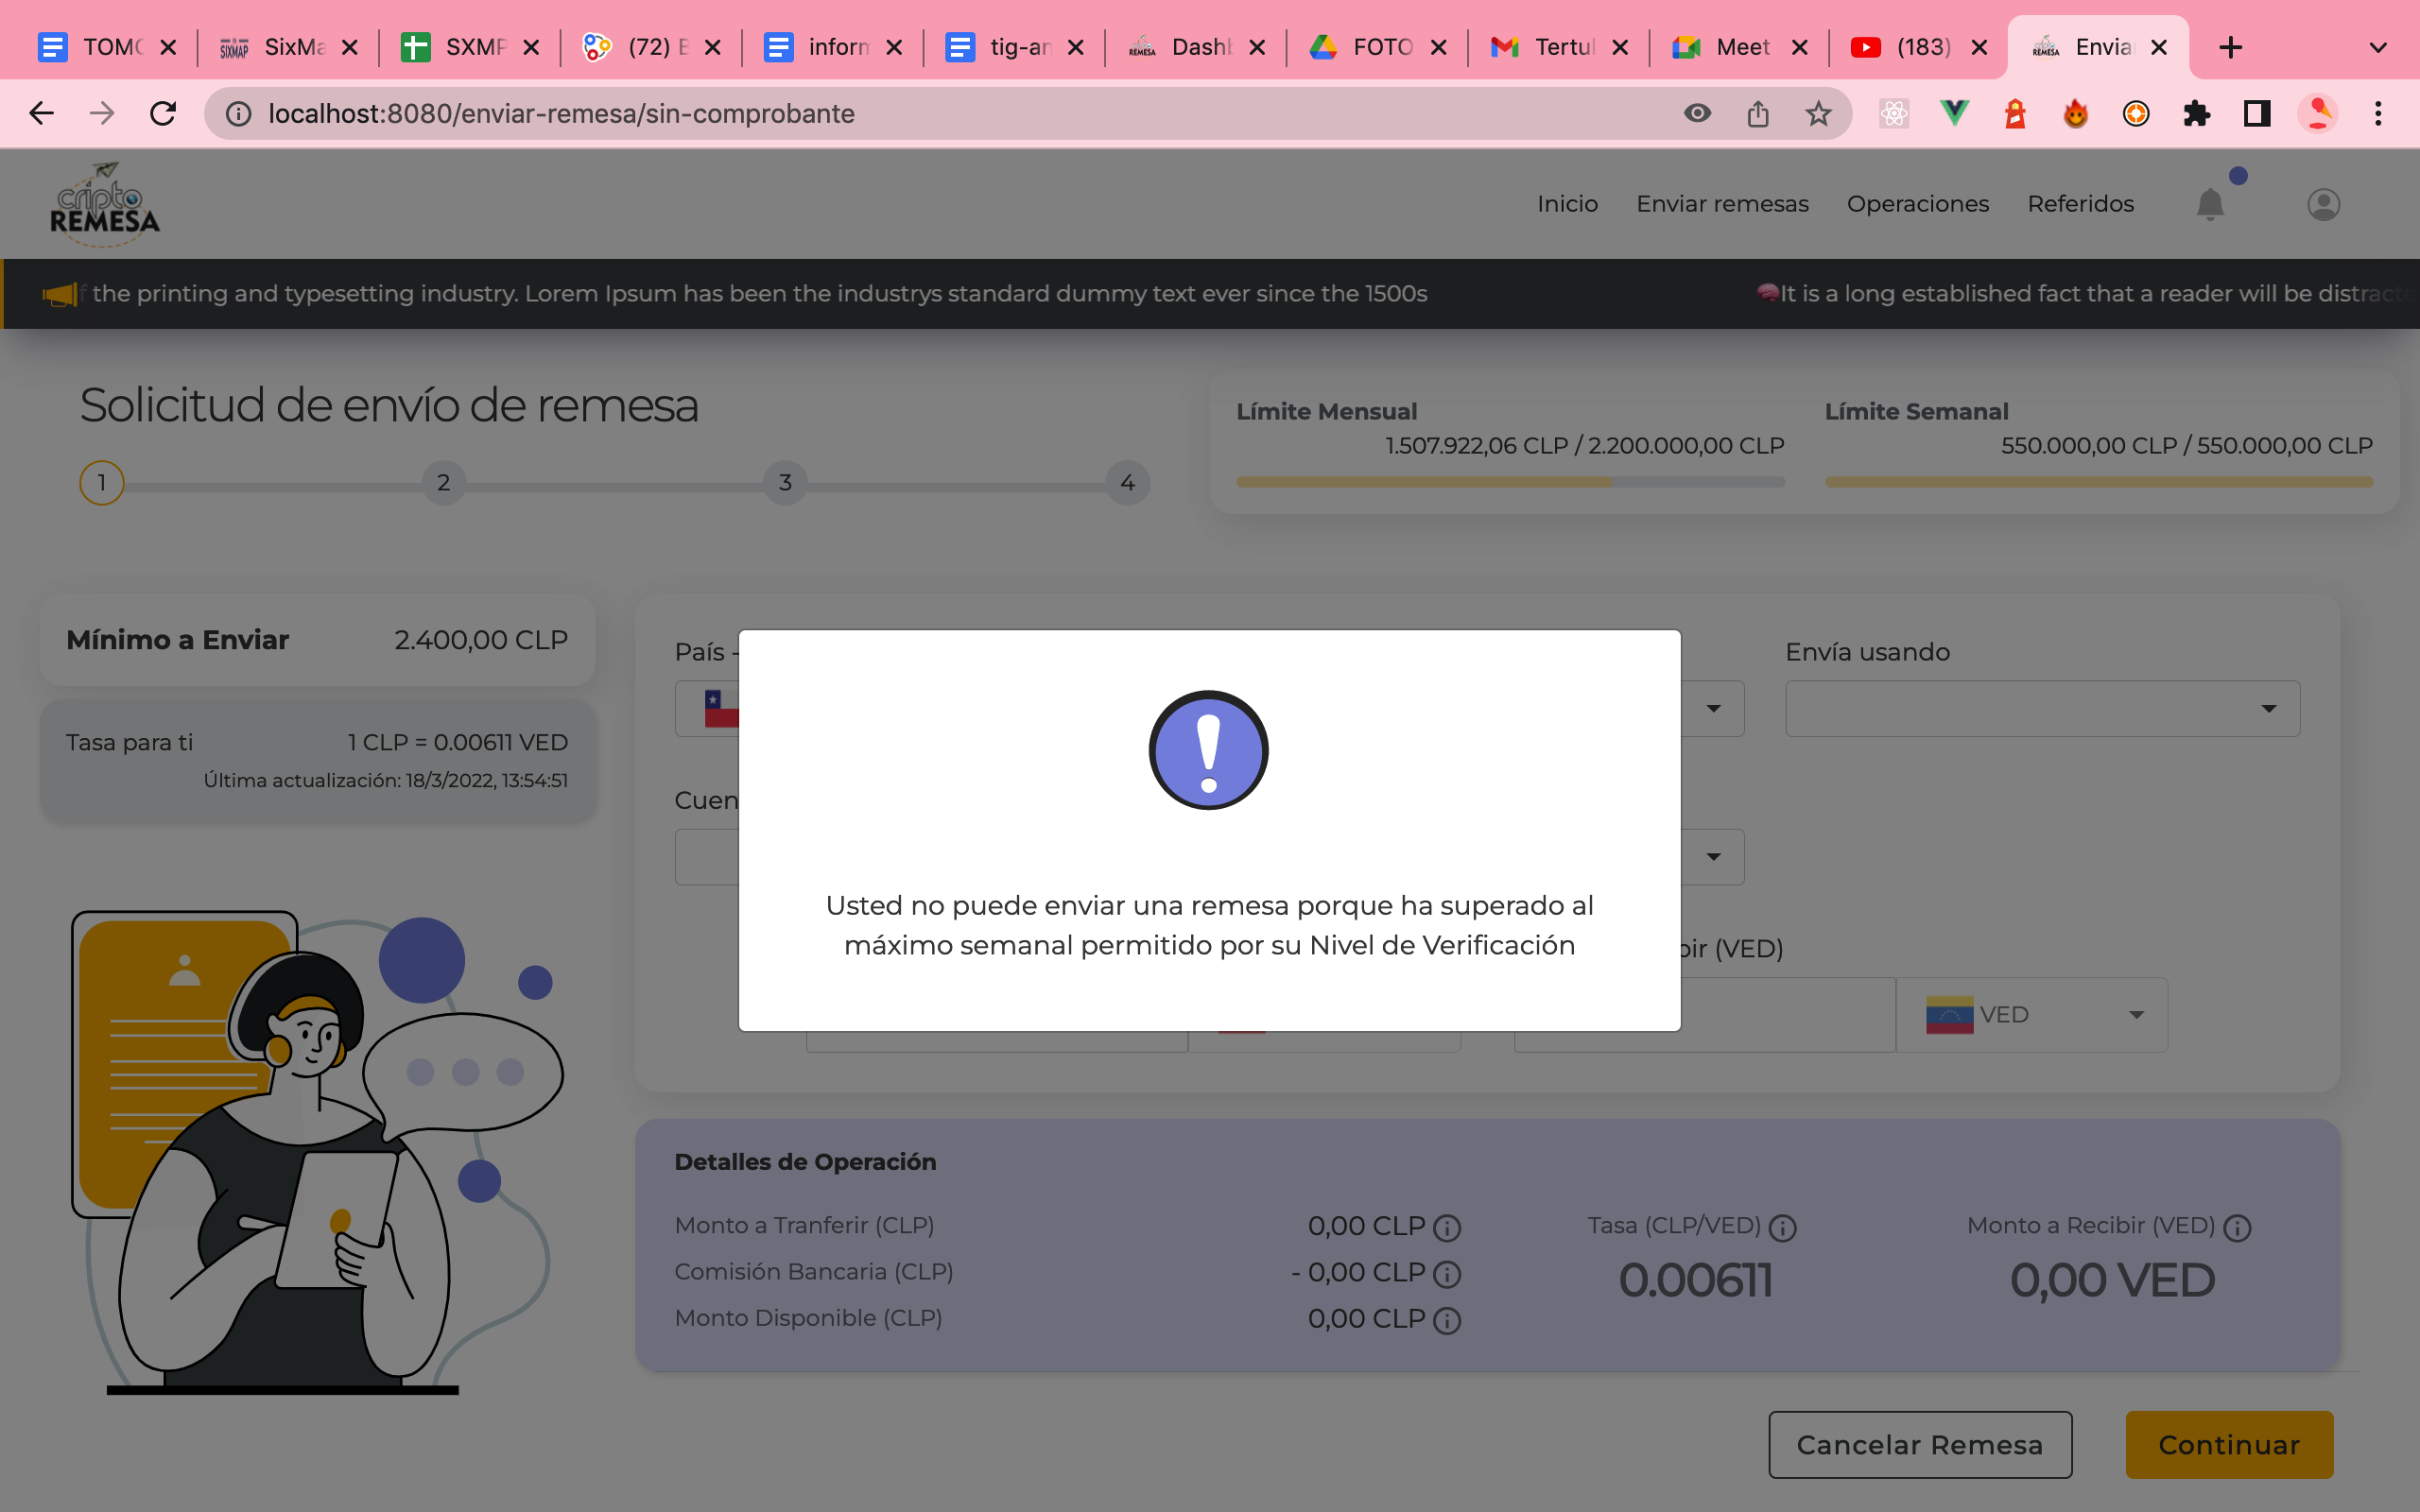 TOMO
SixMa
SXMP
(72) E
inform
tig-an
Dashb
FOTO
Tertul
Meet
(183)
Envia
localhost:8080/enviar-remesa/sin-comprobante
cripto
REMESA
Inicio
Enviar remesas
Operaciones
Referidos
f the printing and typesetting industry. Lorem Ipsum has been the industrys standard dummy text ever since the 1500s
It is a long established fact that a reader will be distracte
Solicitud de envío de remesa
1 2 3 4
Límite Mensual
1.507.922,06 CLP / 2.200.000,00 CLP
Límite Semanal
550.000,00 CLP / 550.000,00 CLP
Mínimo a Enviar 2.400,00 CLP
Tasa para ti 1 CLP = 0.00611 VED
Última actualización: 18/3/2022, 13:54:51
País -
Envía usando
Cuen
Usted no puede enviar una remesa porque ha superado al
máximo semanal permitido por su Nivel de Verificación
bir (VED)
VED
Detalles de Operación
Monto a Tranferir (CLP) 0,00 CLP
Comisión Bancaria (CLP) - 0,00 CLP
Monto Disponible (CLP) 0,00 CLP
Tasa (CLP/VED)
0.00611
Monto a Recibir (VED)
0,00 VED
Cancelar Remesa
Continuar